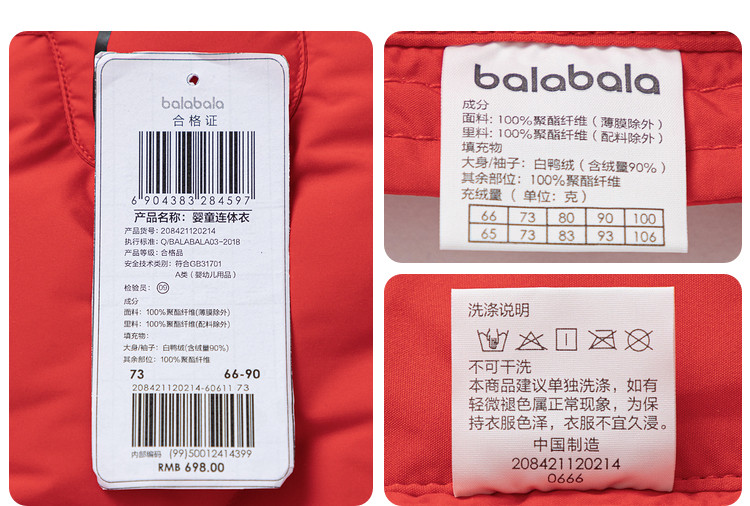 balabala
合格证
6 904383 284597
产品名称：婴童连体衣
产品货号：208421120214
执行标准：Q/BALABALA03-2018
产品等级：合格品
安全技术类别：符合GB31701
A类（婴幼儿用品）
检验员：09
成分
面料：100%聚酯纤维(薄膜除外)
里料：100%聚酯纤维(配料除外)
填充物：
大身/袖子：白鸭绒(含绒量90%)
其余部位：100%聚酯纤维
73 66-90
208421120214-60611 73
内部编码 (99)50012414399
RMB 698.00
balabala
成分
面料：100%聚酯纤维（薄膜除外）
里料：100%聚酯纤维（配料除外）
填充物
大身/袖子：白鸭绒（含绒量90%）
其余部位：100%聚酯纤维
充绒量（单位：克）
66 73 80 90 100
65 73 83 93 106
洗涤说明
不可干洗
本商品建议单独洗涤，如有
轻微褪色属正常现象，为保
持衣服色泽，衣服不宜久浸。
中国制造
208421120214
0666